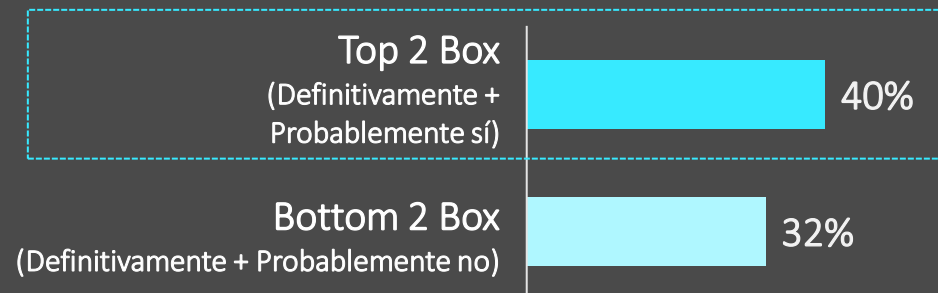 Top 2 Box
(Definitivamente +
Probablemente sí)
40%
Bottom 2 Box
(Definitivamente + Probablemente no)
32%